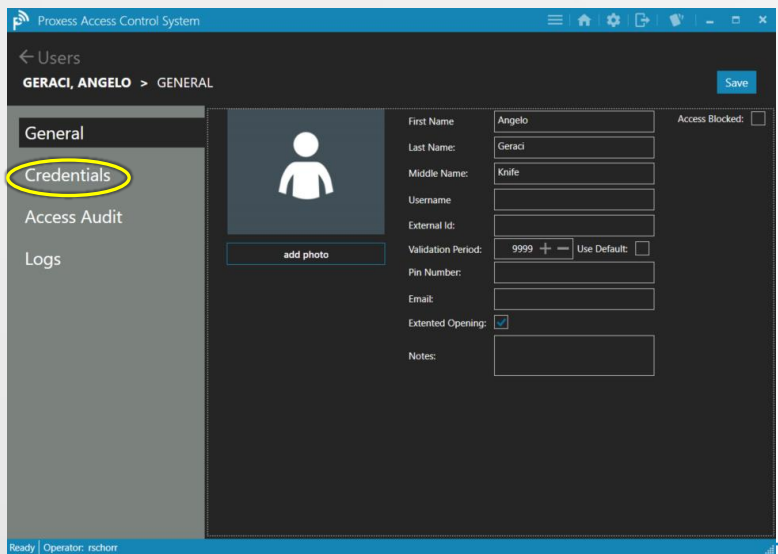 Proxess Access Control System
Users
GERACI, ANGELO > GENERAL
Save
General
Credentials
Access Audit
Logs
add photo
First Name
Angelo
Access Blocked:
Last Name:
Geraci
Middle Name:
Knife
Username
External Id:
Validation Period:
9999
Use Default:
Pin Number:
Email:
Extented Opening:
Notes:
Ready
Operator: rschorr